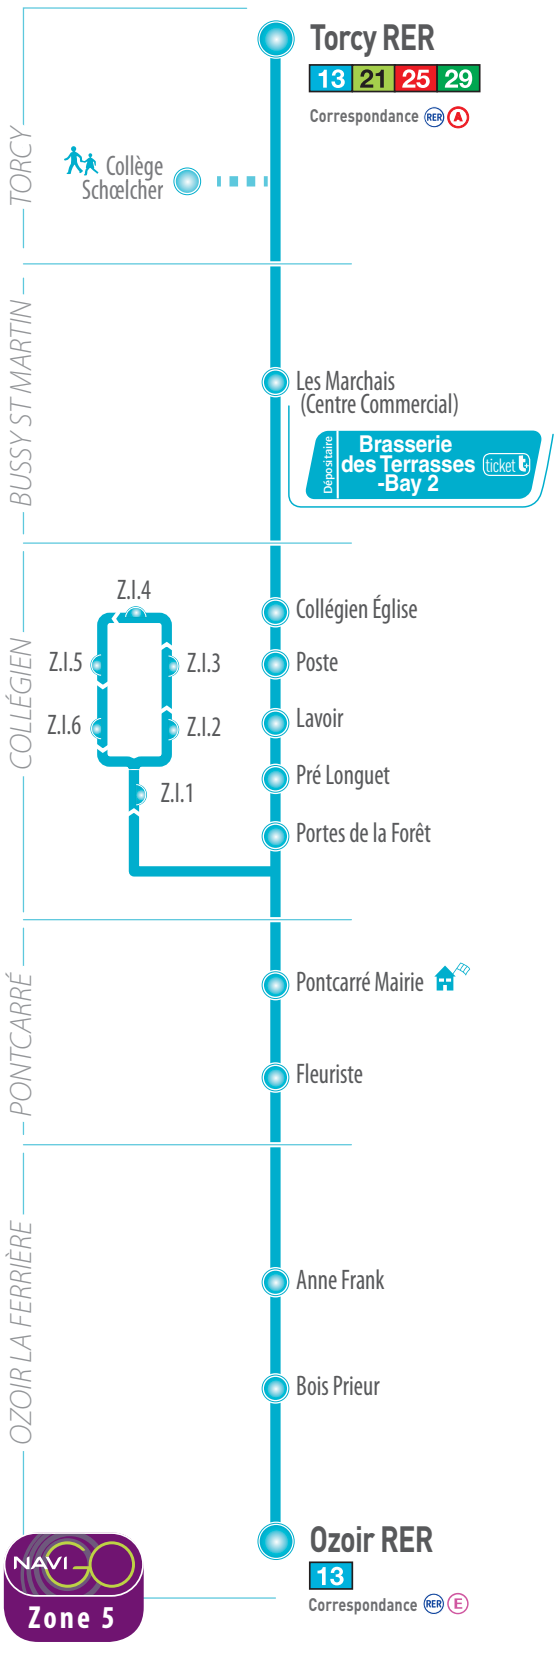 Torcy RER
13 21 25 29
Correspondance RER A
TORCY
Collège
Schœlcher
BUSSY ST MARTIN
Les Marchais
(Centre Commercial)
Dépositaire
Brasserie
des Terrasses
-Bay 2
ticket t+
COLLÉGIEN
Z.I.4
Z.I.5
Z.I.3
Z.I.6
Z.I.2
Z.I.1
Collégien Église
Poste
Lavoir
Pré Longuet
Portes de la Forêt
PONTCARRÉ
Pontcarré Mairie
Fleuriste
OZOIR LA FERRIÈRE
Anne Frank
Bois Prieur
Ozoir RER
13
Correspondance RER E
NAVIGO
Zone 5